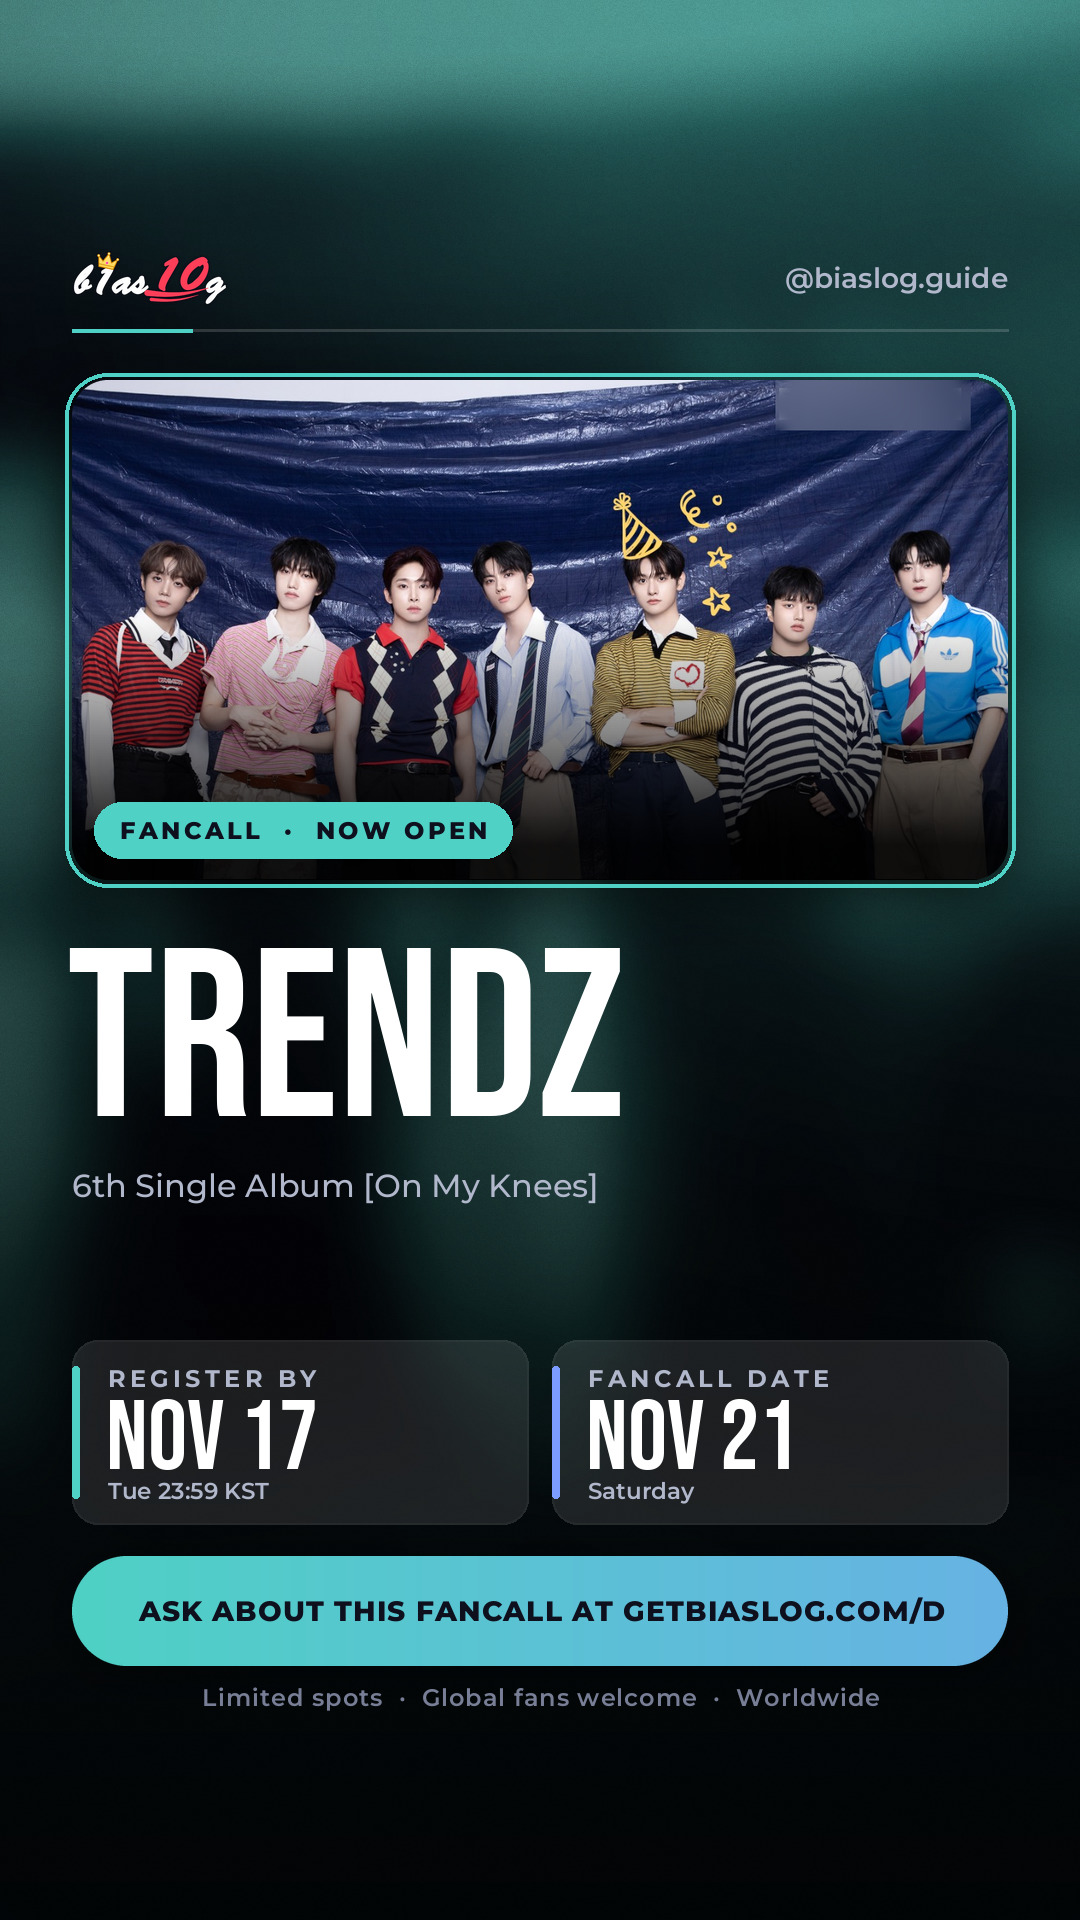 b1as10g
@biaslog.guide
FANCALL · NOW OPEN
TRENDZ
6th Single Album [On My Knees]
REGISTER BY
NOV 17
Tue 23:59 KST
FANCALL DATE
NOV 21
Saturday
ASK ABOUT THIS FANCALL AT GETBIASLOG.COM/D
Limited spots · Global fans welcome · Worldwide